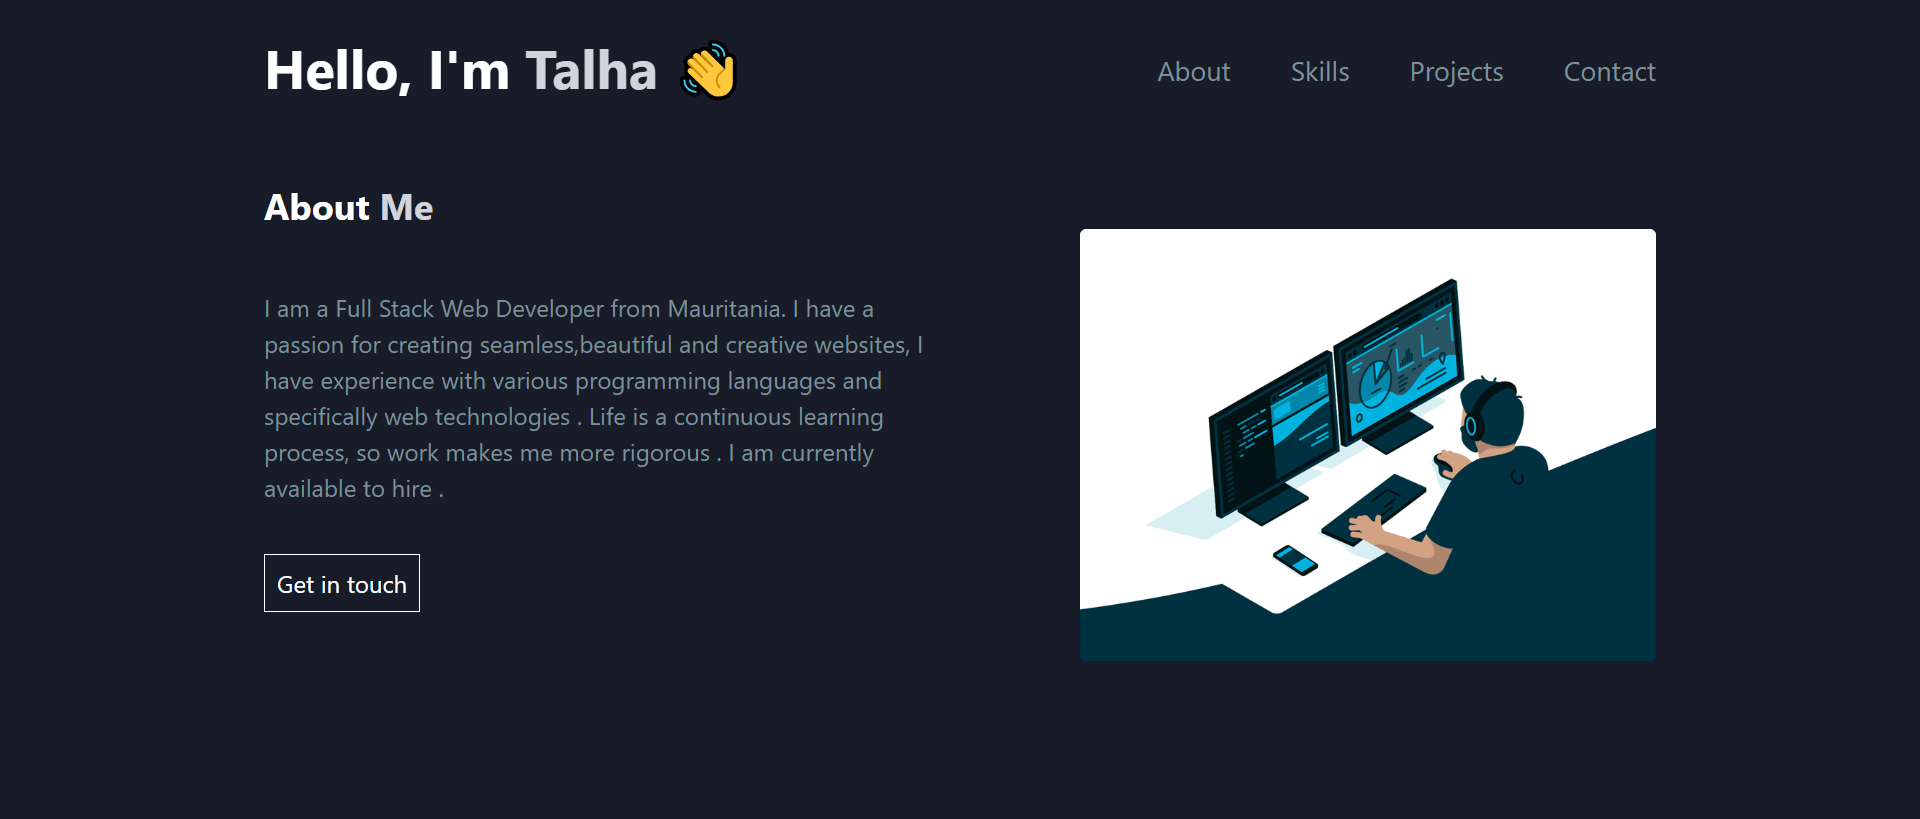 Hello, I'm Talha 👋
About Skills Projects Contact
About Me
I am a Full Stack Web Developer from Mauritania. I have a
passion for creating seamless,beautiful and creative websites, I
have experience with various programming languages and
specifically web technologies . Life is a continuous learning
process, so work makes me more rigorous . I am currently
available to hire .
Get in touch